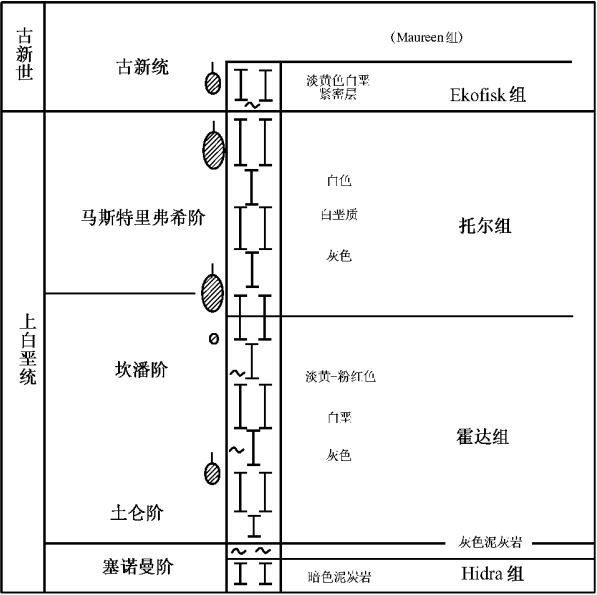 古新世
古新统
(Maureen组)
淡黄色白垩
紧密层
Ekofisk组
上白垩统
马斯特里弗希阶
白色
白垩质
灰色
托尔组
坎潘阶
淡黄-粉红色
白垩
灰色
霍达组
土仑阶
灰色泥灰岩
塞诺曼阶
暗色泥灰岩
Hidra组